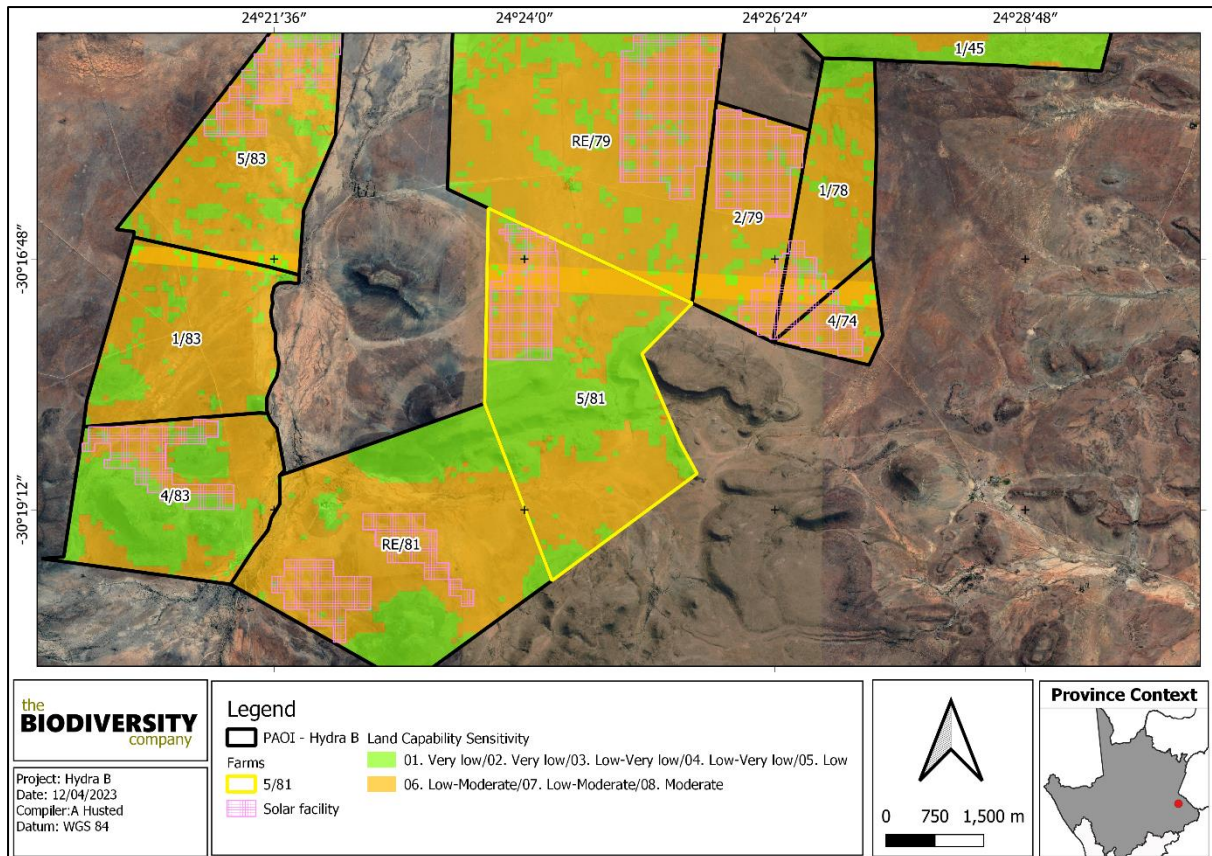 24°21′36″ 24°24′0″ 24°26′24″ 24°28′48″
1/45
5/83
RE/79
1/78
2/79
-30°16′48″
4/74
1/83
5/81
4/83
-30°19′12″
RE/81
the
BIODIVERSITY
company
Project: Hydra B
Date: 12/04/2023
Compiler:A Husted
Datum: WGS 84
Legend
PAOI - Hydra B
Farms
5/81
Solar facility
Land Capability Sensitivity
01. Very low/02. Very low/03. Low-Very low/04. Low-Very low/05. Low
06. Low-Moderate/07. Low-Moderate/08. Moderate
0 750 1,500 m
Province Context